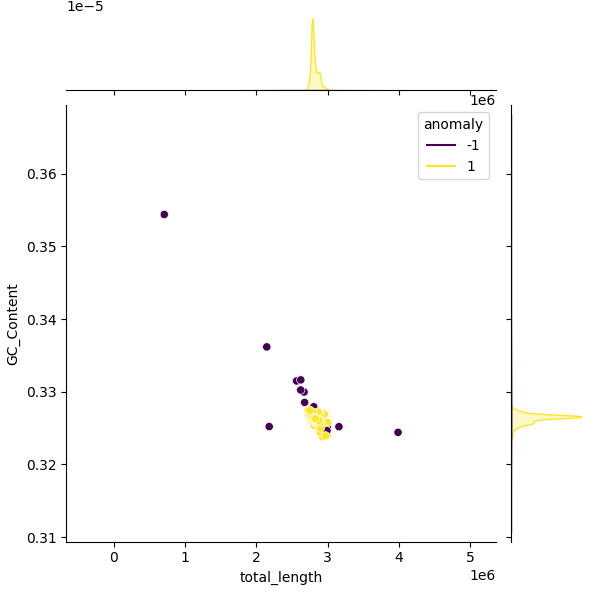 1e−5
1e6
anomaly
-1
1
0.36
0.35
0.34
0.33
0.32
0.31
GC_Content
0 1 2 3 4 5
1e6
total_length